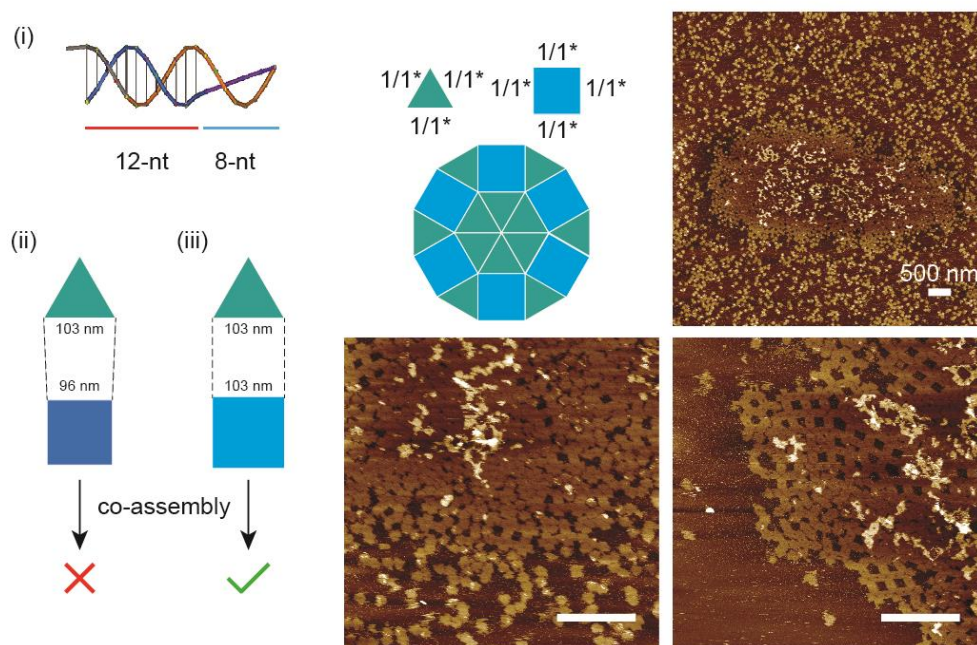 (i)
12-nt 8-nt
(ii) (iii)
103 nm 103 nm
96 nm 103 nm
co-assembly
1/1* 1/1* 1/1*
1/1* 1/1* 1/1* 1/1*
500 nm